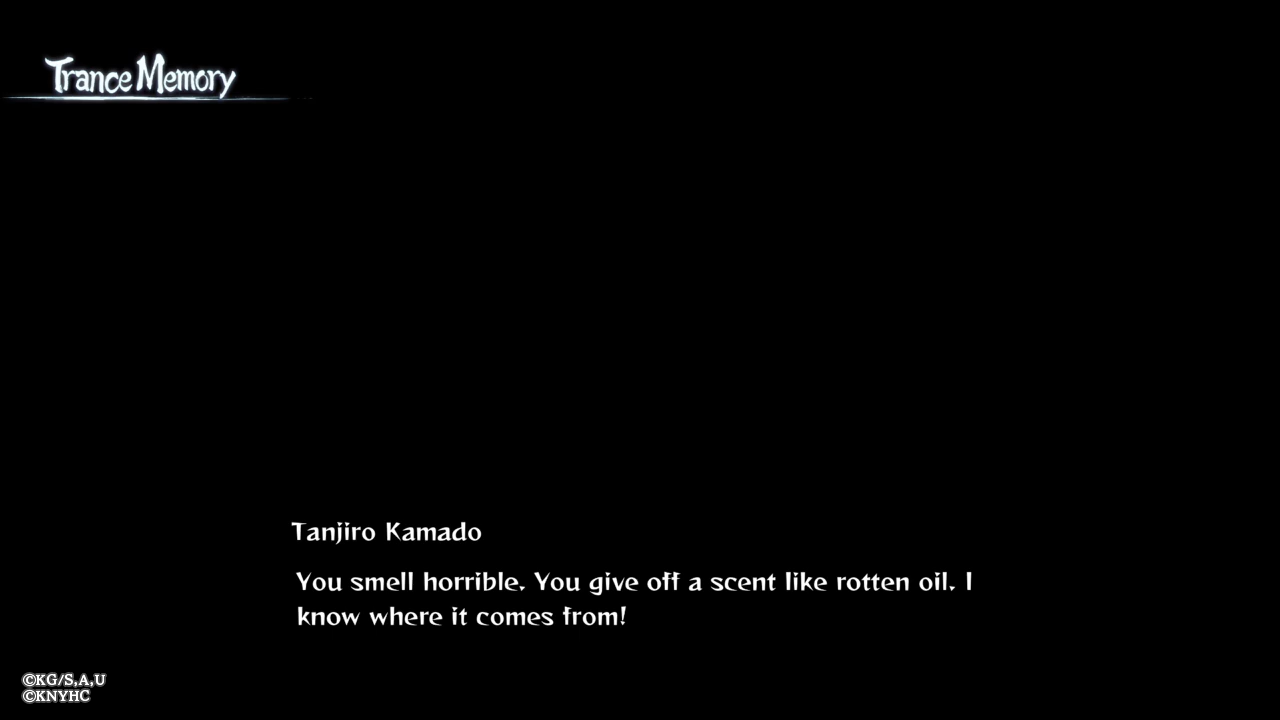 Trance Memory
Tanjiro Kamado
You smell horrible. You give off a scent like rotten oil. I
know where it comes from!
©KG/S,A,U
©KNYHC